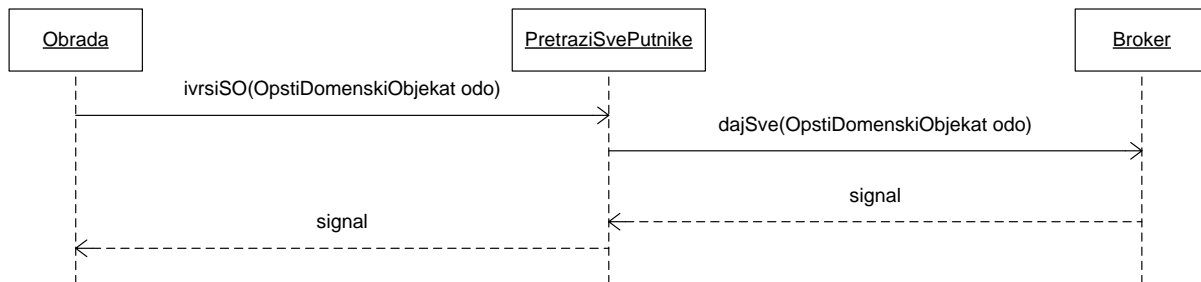 Obrada
PretraziSvePutnike
Broker
ivrsiSO(OpstiDomenskiObjekat odo)
dajSve(OpstiDomenskiObjekat odo)
signal
signal